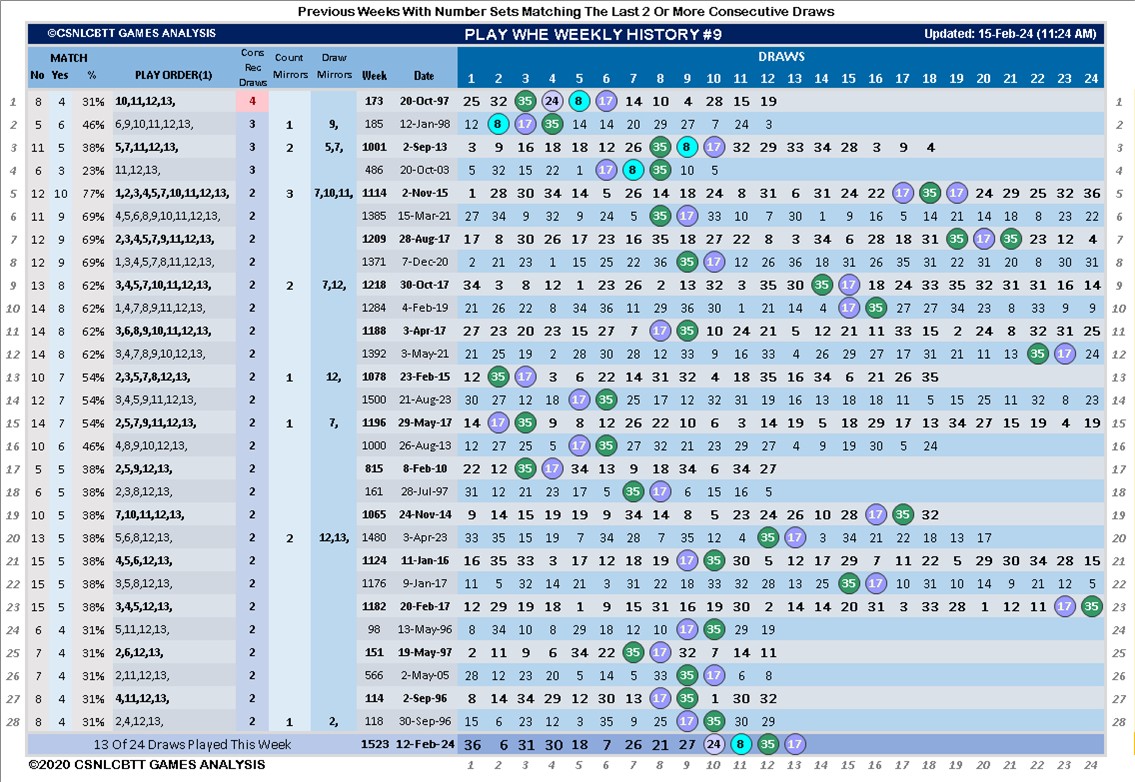 Previous Weeks With Number Sets Matching The Last 2 Or More Consecutive Draws
©CSNLCBTT GAMES ANALYSIS PLAY WHE WEEKLY HISTORY #9 Updated: 15-Feb-24 (11:24 AM)
MATCH Cons Rec Draws Count Mirrors Draw Mirrors DRAWS
No Yes % PLAY ORDER(1) Week Date 1 2 3 4 5 6 7 8 9 10 11 12 13 14 15 16 17 18 19 20 21 22 23 24
1 8 4 31% 10,11,12,13, 4 173 20-Oct-97 25 32 35 24 8 17 14 10 4 28 15 19 1
2 5 6 46% 6,9,10,11,12,13, 3 1 9, 185 12-Jan-98 12 8 17 35 14 14 20 29 27 7 24 3 2
3 11 5 38% 5,7,11,12,13, 3 2 5,7, 1001 2-Sep-13 3 9 16 18 18 12 26 35 8 17 32 29 33 34 28 3 9 4 3
4 6 3 23% 11,12,13, 3 486 20-Oct-03 5 32 15 22 1 17 8 35 10 5 4
5 12 10 77% 1,2,3,4,5,7,10,11,12,13, 2 3 7,10,11, 1114 2-Nov-15 1 28 30 34 14 5 26 14 18 24 8 31 6 31 24 22 17 35 17 24 29 25 32 36 5
6 11 9 69% 4,5,6,8,9,10,11,12,13, 2 1385 15-Mar-21 27 34 9 32 9 24 5 35 17 33 10 7 30 1 9 16 5 14 21 14 18 8 23 22 6
7 12 9 69% 2,3,4,5,7,9,11,12,13, 2 1209 28-Aug-17 17 8 30 26 17 23 16 35 18 27 22 8 3 34 6 28 18 31 35 17 35 23 12 4 7
8 12 9 69% 1,3,4,5,7,8,11,12,13, 2 1371 7-Dec-20 2 21 23 1 15 25 22 36 35 17 12 26 36 18 31 26 35 31 22 31 20 8 30 31 8
9 13 8 62% 3,4,5,7,10,11,12,13, 2 2 7,12, 1218 30-Oct-17 34 3 8 12 1 23 26 2 13 32 3 35 30 35 17 18 24 33 35 32 31 31 16 14 9
10 14 8 62% 1,4,7,8,9,10,11,12,13, 2 1284 4-Feb-19 21 26 22 8 34 36 11 29 36 30 1 21 14 4 17 35 27 27 34 23 8 33 9 9 10
11 14 8 62% 3,6,8,9,10,11,12,13, 2 1188 3-Apr-17 27 23 20 23 15 27 7 17 35 10 24 21 5 12 21 11 33 15 2 24 8 32 31 25 11
12 14 8 62% 3,4,7,8,9,10,12,13, 2 1392 3-May-21 21 25 19 2 28 30 28 12 33 9 16 33 4 26 29 27 17 31 21 11 13 35 17 24 12
13 10 7 54% 2,3,5,7,8,12,13, 2 1 12, 1078 23-Feb-15 12 35 17 3 6 22 14 31 32 4 18 35 16 34 6 21 26 35 13
14 12 7 54% 3,4,5,9,11,12,13, 2 1500 21-Aug-23 30 27 12 18 17 35 25 14 12 32 31 19 16 13 18 18 11 5 15 25 11 32 8 23 14
15 14 7 54% 2,5,7,9,11,12,13, 2 1 7, 1196 29-May-17 14 17 35 9 8 12 26 22 10 6 3 14 19 5 18 29 17 13 34 27 15 19 4 19 15
16 10 6 46% 4,8,9,10,12,13, 2 1000 26-Aug-13 12 27 25 5 17 35 27 32 21 23 29 27 4 9 19 30 5 24 16
17 5 5 38% 2,5,9,12,13, 2 815 8-Feb-10 22 12 35 17 34 13 9 18 34 6 34 27 17
18 6 5 38% 2,3,8,12,13, 2 161 28-Jul-97 31 12 21 23 17 5 35 17 6 15 16 5 18
19 10 5 38% 7,10,11,12,13, 2 1065 24-Nov-14 9 14 15 19 19 9 34 14 8 5 23 24 26 10 28 17 35 32 19
20 13 5 38% 5,6,8,12,13, 2 2 12,13, 1480 3-Apr-23 33 35 15 19 7 34 28 7 35 12 4 35 17 3 34 21 22 18 13 17 20
21 15 5 38% 4,5,6,12,13, 2 1124 11-Jan-16 16 35 33 3 17 12 18 19 17 35 30 5 12 17 29 7 11 22 5 29 30 34 28 15 21
22 15 5 38% 3,5,8,12,13, 2 1176 9-Jan-17 11 5 32 14 21 3 31 22 18 33 32 28 13 25 35 17 10 31 10 14 9 21 12 5 22
23 15 5 38% 3,4,5,12,13, 2 1182 20-Feb-17 12 29 19 18 1 9 15 31 16 19 30 2 14 14 20 31 3 33 28 1 12 11 17 35 23
24 6 4 31% 5,11,12,13, 2 98 13-May-96 8 34 10 8 29 18 12 10 17 35 29 19 24
25 7 4 31% 2,6,12,13, 2 151 19-May-97 2 11 9 6 34 22 35 17 32 7 14 11 25
26 7 4 31% 2,11,12,13, 2 566 2-May-05 28 12 23 20 5 14 5 33 35 17 6 8 26
27 8 4 31% 4,11,12,13, 2 114 2-Sep-96 8 14 34 29 12 30 13 17 35 1 30 32 27
28 8 4 31% 2,4,12,13, 2 1 2, 118 30-Sep-96 15 6 23 12 3 35 9 25 17 35 30 29 28
13 Of 24 Draws Played This Week 1523 12-Feb-24 36 6 31 30 18 7 26 21 27 24 8 35 17
©2020 CSNLCBTT GAMES ANALYSIS 1 2 3 4 5 6 7 8 9 10 11 12 13 14 15 16 17 18 19 20 21 22 23 24